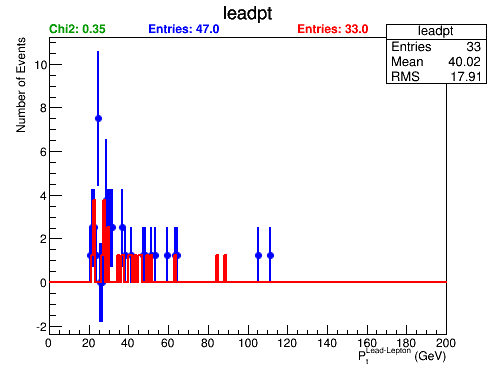 leadpt
Chi2: 0.35 Entries: 47.0 Entries: 33.0
leadpt
Entries 33
Mean 40.02
RMS 17.91
Number of Events
10
8
6
4
2
0
-2
0 20 40 60 80 100 120 140 160 180 200
P_t^Lead-Lepton (GeV)